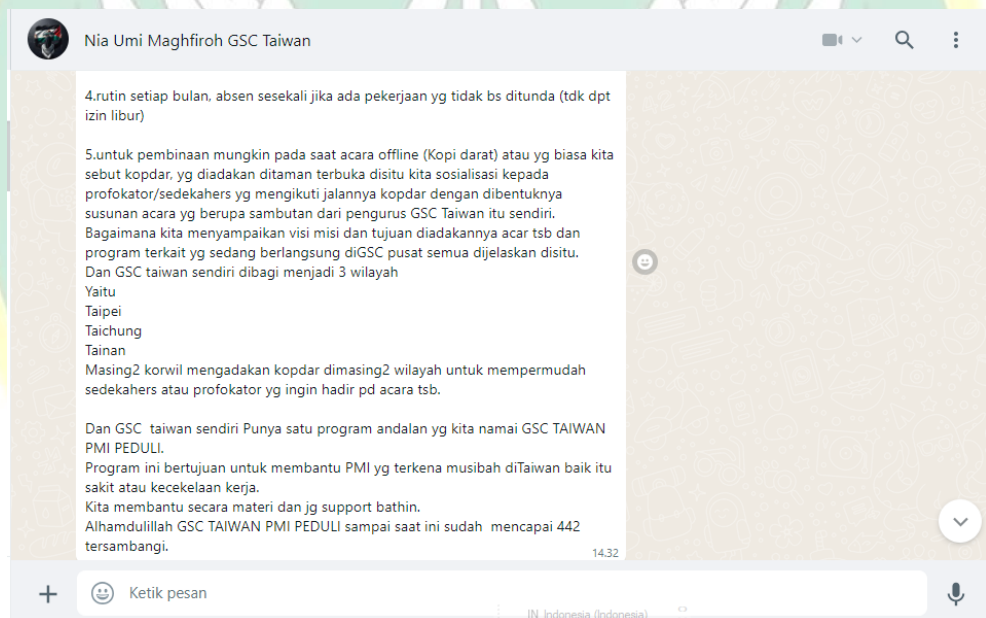 Nia Umi Maghfiroh GSC Taiwan
4.rutin setiap bulan, absen sesekali jika ada pekerjaan yg tidak bs ditunda (tdk dpt
izin libur)
5.untuk pembinaan mungkin pada saat acara offline (Kopi darat) atau yg biasa kita
sebut kopdar, yg diadakan ditaman terbuka disitu kita sosialisasi kepada
profokator/sedekahers yg mengikuti jalannya kopdar dengan dibentuknya
susunan acara yg berupa sambutan dari pengurus GSC Taiwan itu sendiri.
Bagaimana kita menyampaikan visi misi dan tujuan diadakannya acar tsb dan
program terkait yg sedang berlangsung diGSC pusat semua dijelaskan disitu.
Dan GSC taiwan sendiri dibagi menjadi 3 wilayah
Yaitu
Taipei
Taichung
Tainan
Masing2 korwil mengadakan kopdar dimasing2 wilayah untuk mempermudah
sedekahers atau profokator yg ingin hadir pd acara tsb.
Dan GSC taiwan sendiri Punya satu program andalan yg kita namai GSC TAIWAN
PMI PEDULI.
Program ini bertujuan untuk membantu PMI yg terkena musibah diTaiwan baik itu
sakit atau kecekelaan kerja.
Kita membantu secara materi dan jg support bathin.
Alhamdulillah GSC TAIWAN PMI PEDULI sampai saat ini sudah mencapai 442
tersambangi.
14.32
Ketik pesan
IN Indonesia (Indonesia)